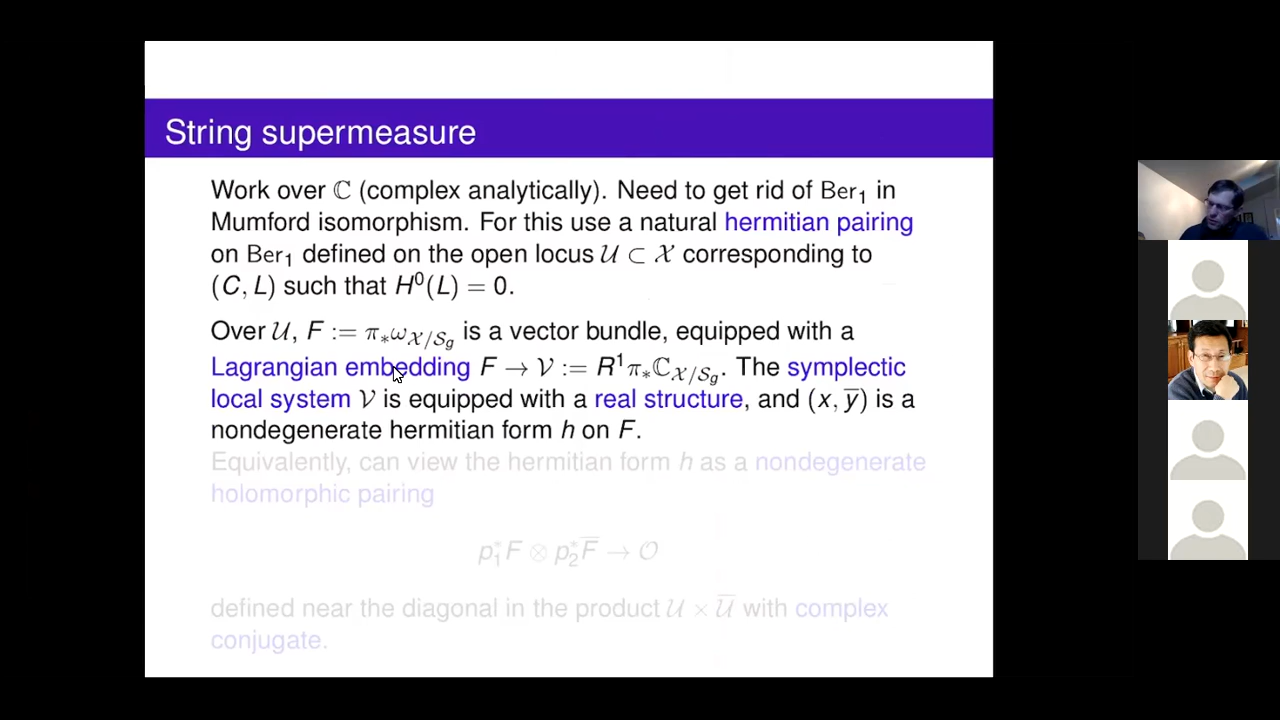 String supermeasure
Work over ℂ (complex analytically). Need to get rid of Ber₁ in
Mumford isomorphism. For this use a natural hermitian pairing
on Ber₁ defined on the open locus 𝒰 ⊂ 𝒳 corresponding to
(C, L) such that H⁰(L) = 0.
Over 𝒰, F := π_*ω_{𝒳/𝒮_g} is a vector bundle, equipped with a
Lagrangian embedding F → 𝒱 := R¹π_*ℂ_{𝒳/𝒮_g}. The symplectic
local system 𝒱 is equipped with a real structure, and (x, y̅) is a
nondegenerate hermitian form h on F.
Equivalently, can view the hermitian form h as a nondegenerate
holomorphic pairing
p₁^*F ⊗ p₂^*F̅ → 𝒪
defined near the diagonal in the product 𝒰 × 𝒰̅ with complex
conjugate.